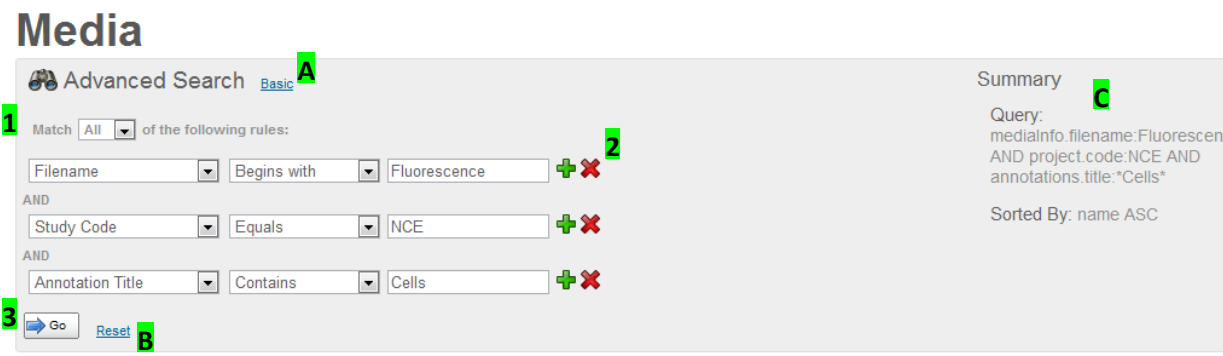 Media
Advanced Search Basic A
Summary
C
1 Match All of the following rules:
Query:
mediaInfo.filename:Fluorescen
AND project.code:NCE AND
annotations.title:*Cells*
Sorted By: name ASC
2
Filename Begins with Fluorescence
AND
Study Code Equals NCE
AND
Annotation Title Contains Cells
3 Go Reset B